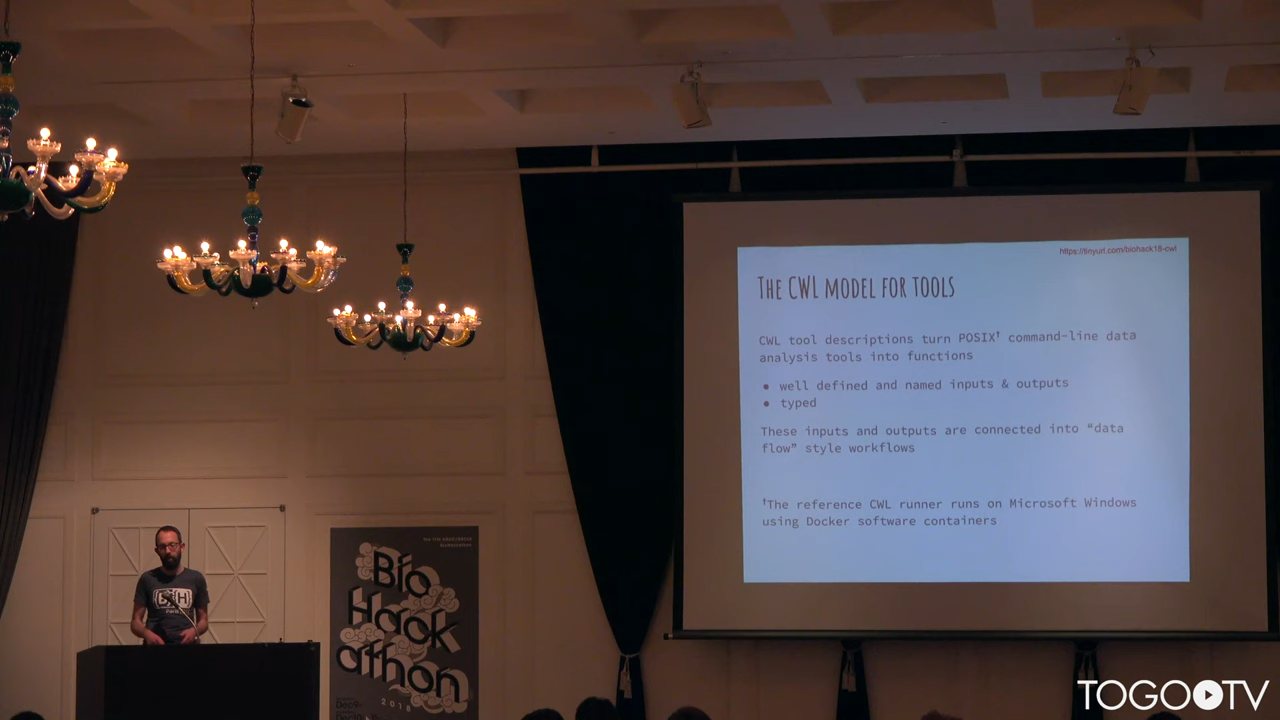 https://tinyurl.com/biohack18-cwl
The CWL model for tools
CWL tool descriptions turn POSIX† command-line data
analysis tools into functions
● well defined and named inputs & outputs
● typed
These inputs and outputs are connected into “data
flow” style workflows
†The reference CWL runner runs on Microsoft Windows
using Docker software containers
Bio
Hack
athon
2018
TOGOTV